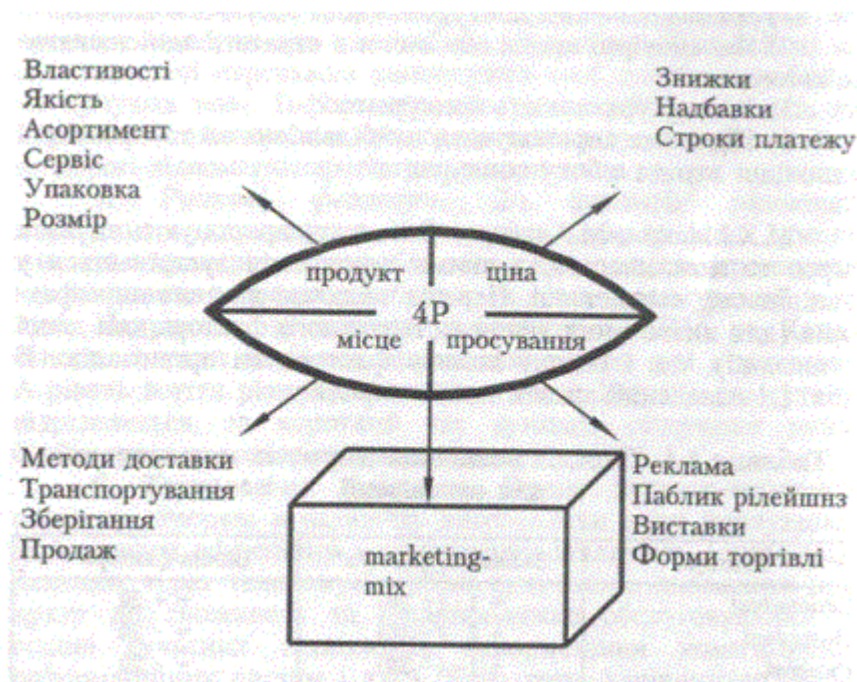 Властивості
Якість
Асортимент
Сервіс
Упаковка
Розмір
Знижки
Надбавки
Строки платежу
продукт
ціна
4P
місце
просування
Методи доставки
Транспортування
Зберігання
Продаж
Реклама
Паблик рілейшнз
Виставки
Форми торгівлі
marketing-
mix